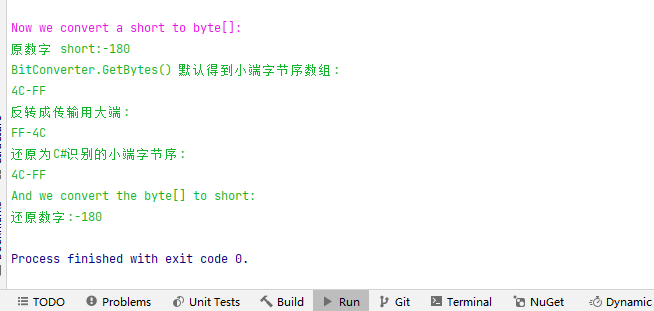 Now we convert a short to byte[]:
原数字 short:-180
BitConverter.GetBytes() 默认得到小端字节序数组：
4C-FF
反转成传输用大端：
FF-4C
还原为C#识别的小端字节序：
4C-FF
And we convert the byte[] to short:
还原数字:-180
Process finished with exit code 0.
TODO Problems Unit Tests Build Run Git Terminal NuGet Dynamic